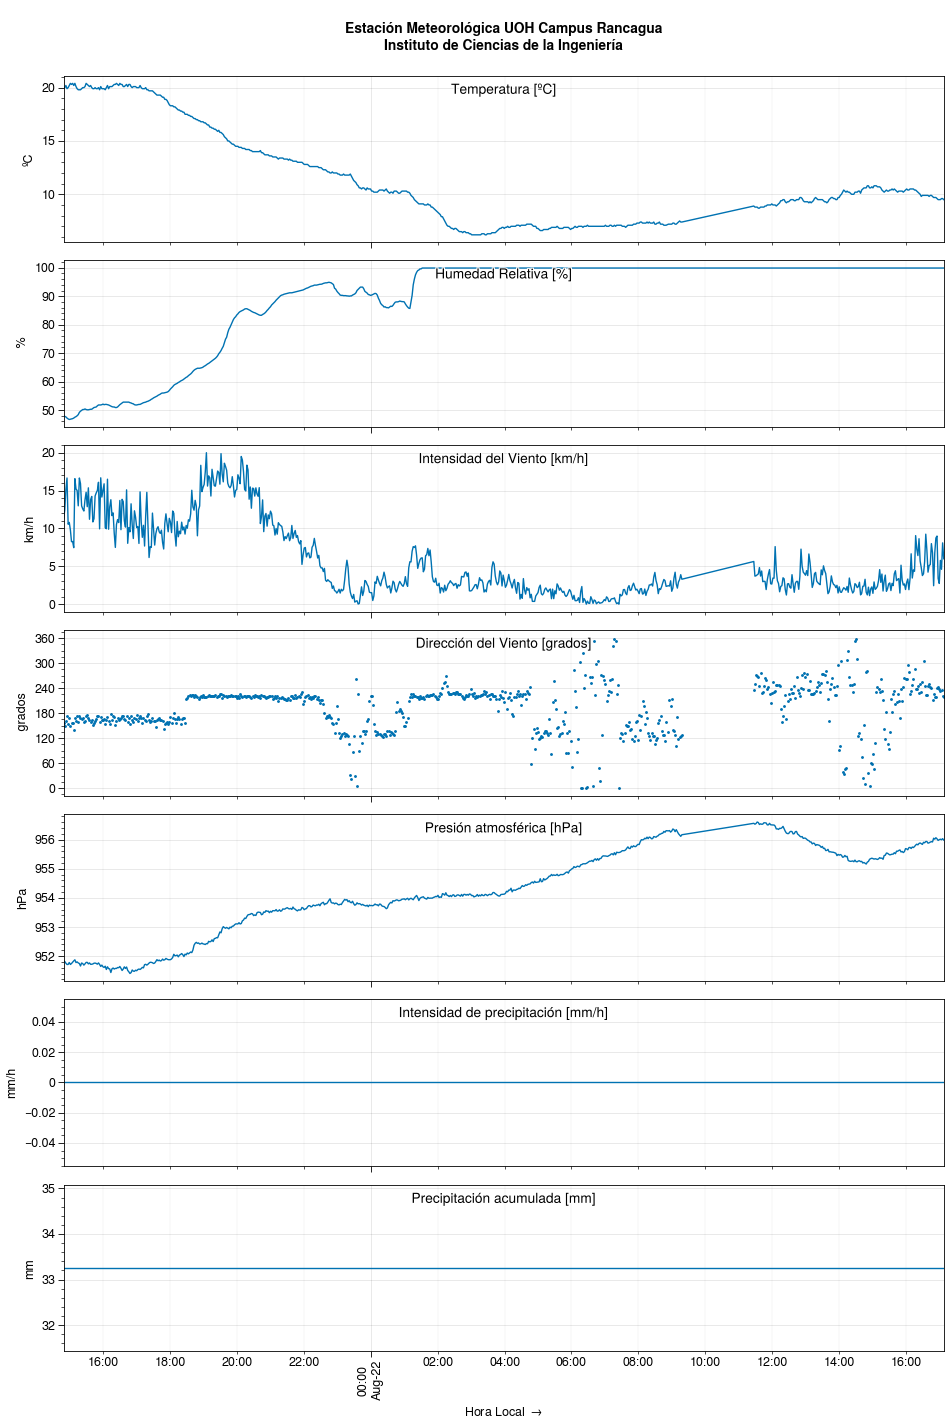 Estación Meteorológica UOH Campus Rancagua
Instituto de Ciencias de la Ingeniería
Temperatura [ºC]
ºC
20
15
10
Humedad Relativa [%]
%
100
90
80
70
60
50
Intensidad del Viento [km/h]
km/h
20
15
10
5
0
Dirección del Viento [grados]
grados
360
300
240
180
120
60
0
Presión atmosférica [hPa]
hPa
956
955
954
953
952
Intensidad de precipitación [mm/h]
mm/h
0.04
0.02
0
−0.02
−0.04
Precipitación acumulada [mm]
mm
35
34
33
32
16:00 18:00 20:00 22:00 00:00 02:00 04:00 06:00 08:00 10:00 12:00 14:00 16:00
Aug-22
Hora Local →